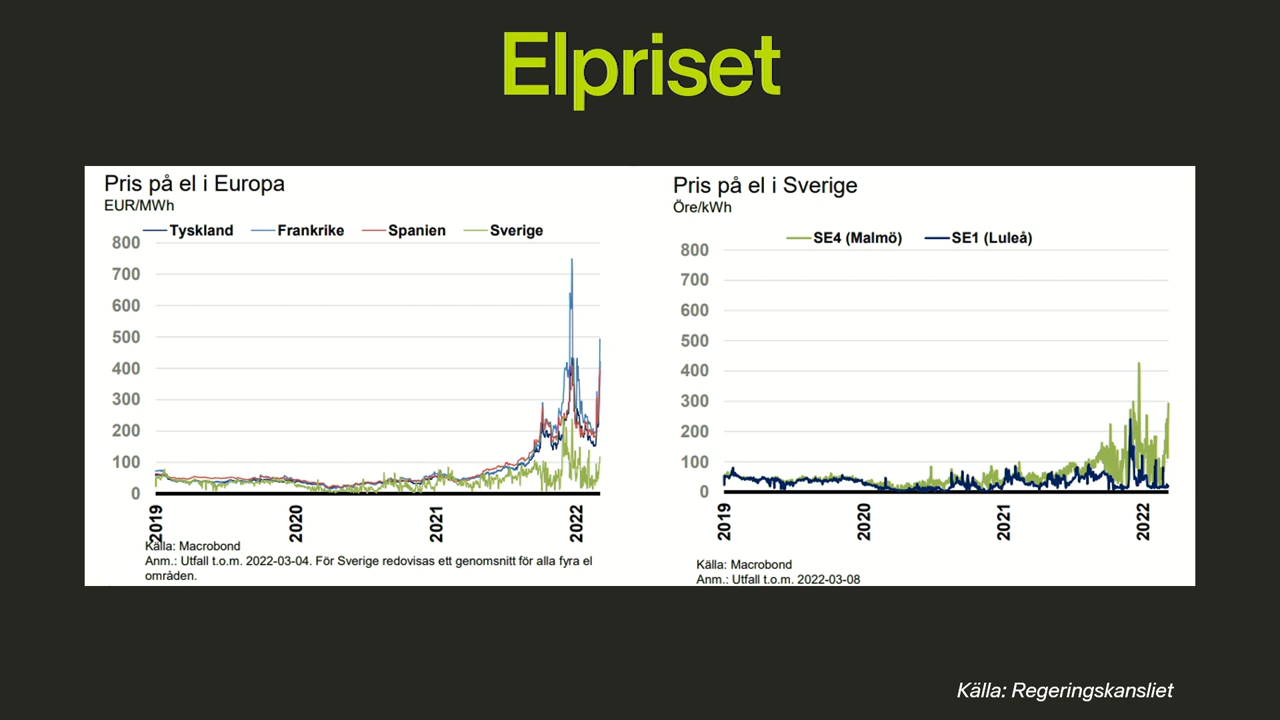 Elpriset
Pris på el i Europa
EUR/MWh
Tyskland Frankrike Spanien Sverige
800
700
600
500
400
300
200
100
0
2019 2020 2021 2022
Källa: Macrobond
Anm.: Utfall t.o.m. 2022-03-04. För Sverige redovisas ett genomsnitt för alla fyra el
områden.
Pris på el i Sverige
Öre/kWh
SE4 (Malmö) SE1 (Luleå)
800
700
600
500
400
300
200
100
0
2019 2020 2021 2022
Källa: Macrobond
Anm.: Utfall t.o.m. 2022-03-08
Källa: Regeringskansliet